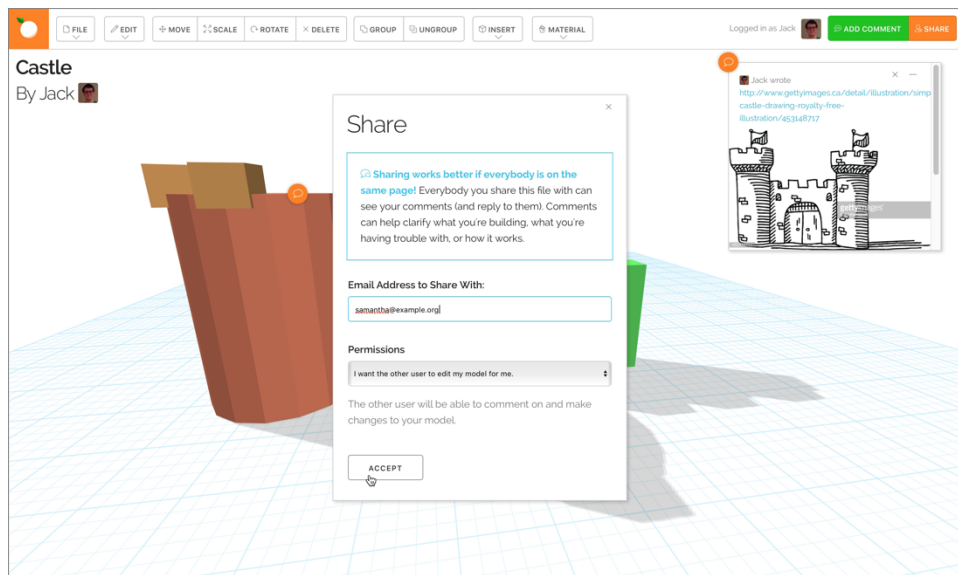 FILE EDIT MOVE SCALE ROTATE DELETE GROUP UNGROUP INSERT MATERIAL Logged in as Jack ADD COMMENT SHARE
Castle
By Jack
Share
Sharing works better if everybody is on the
same page! Everybody you share this file with can
see your comments (and reply to them). Comments
can help clarify what you're building, what you're
having trouble with, or how it works.
Email Address to Share With:
samantha@example.org
Permissions
I want the other user to edit my model for me.
The other user will be able to comment on and make
changes to your model.
ACCEPT
Jack wrote
http://www.gettyimages.ca/detail/illustration/simp
castle-drawing-royalty-free-
illustration/453148717
gettyimages